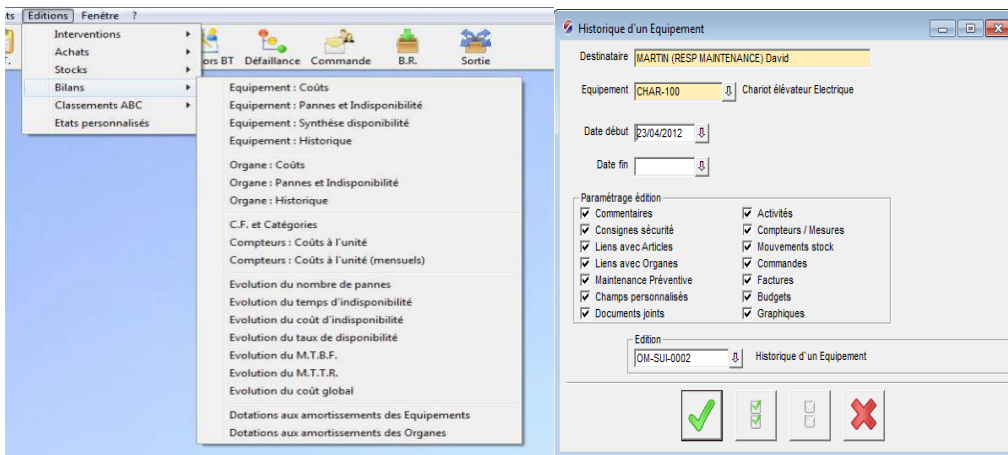 ts Editions Fenêtre ?
Interventions
Achats
Stocks
Bilans
Classements ABC
Etats personnalisés
T. ors BT Défaillance Commande B.R. Sortie
Equipement : Coûts
Equipement : Pannes et Indisponibilité
Equipement : Synthèse disponibilité
Equipement : Historique
Organe : Coûts
Organe : Pannes et Indisponibilité
Organe : Historique
C.F. et Catégories
Compteurs : Coûts à l'unité
Compteurs : Coûts à l'unité (mensuels)
Evolution du nombre de pannes
Evolution du temps d'indisponibilité
Evolution du coût d'indisponibilité
Evolution du taux de disponibilité
Evolution du M.T.B.F.
Evolution du M.T.T.R.
Evolution du coût global
Dotations aux amortissements des Equipements
Dotations aux amortissements des Organes
Historique d'un Equipement
Destinataire MARTIN (RESP MAINTENANCE) David
Equipement CHAR-100 Chariot élévateur Electrique
Date début 23/04/2012
Date fin
Paramétrage édition
Commentaires Activités
Consignes sécurité Compteurs / Mesures
Liens avec Articles Mouvements stock
Liens avec Organes Commandes
Maintenance Préventive Factures
Champs personnalisés Budgets
Documents joints Graphiques
Edition
OM-SUI-0002 Historique d'un Equipement